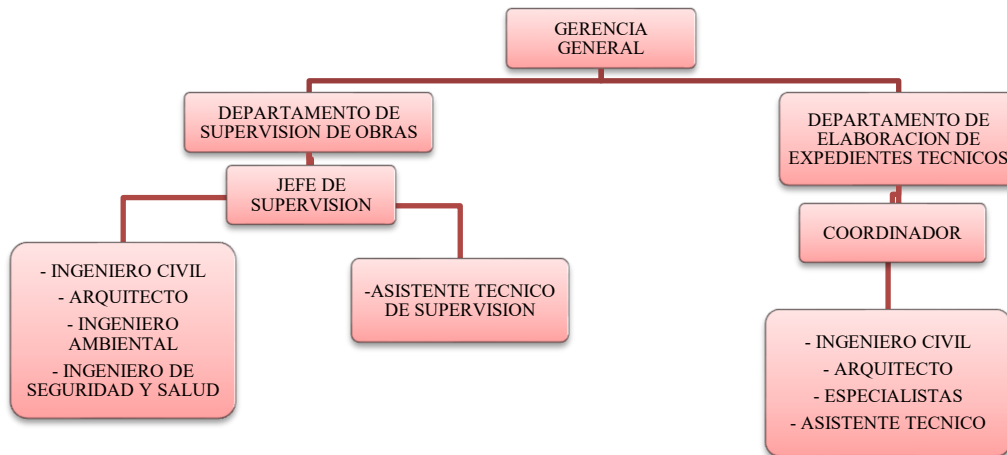 GERENCIA
GENERAL
DEPARTAMENTO DE
SUPERVISION DE OBRAS
DEPARTAMENTO DE
ELABORACION DE
EXPEDIENTES TECNICOS
JEFE DE
SUPERVISION
COORDINADOR
- INGENIERO CIVIL
- ARQUITECTO
- INGENIERO
AMBIENTAL
- INGENIERO DE
SEGURIDAD Y SALUD
-ASISTENTE TECNICO
DE SUPERVISION
- INGENIERO CIVIL
- ARQUITECTO
- ESPECIALISTAS
- ASISTENTE TECNICO